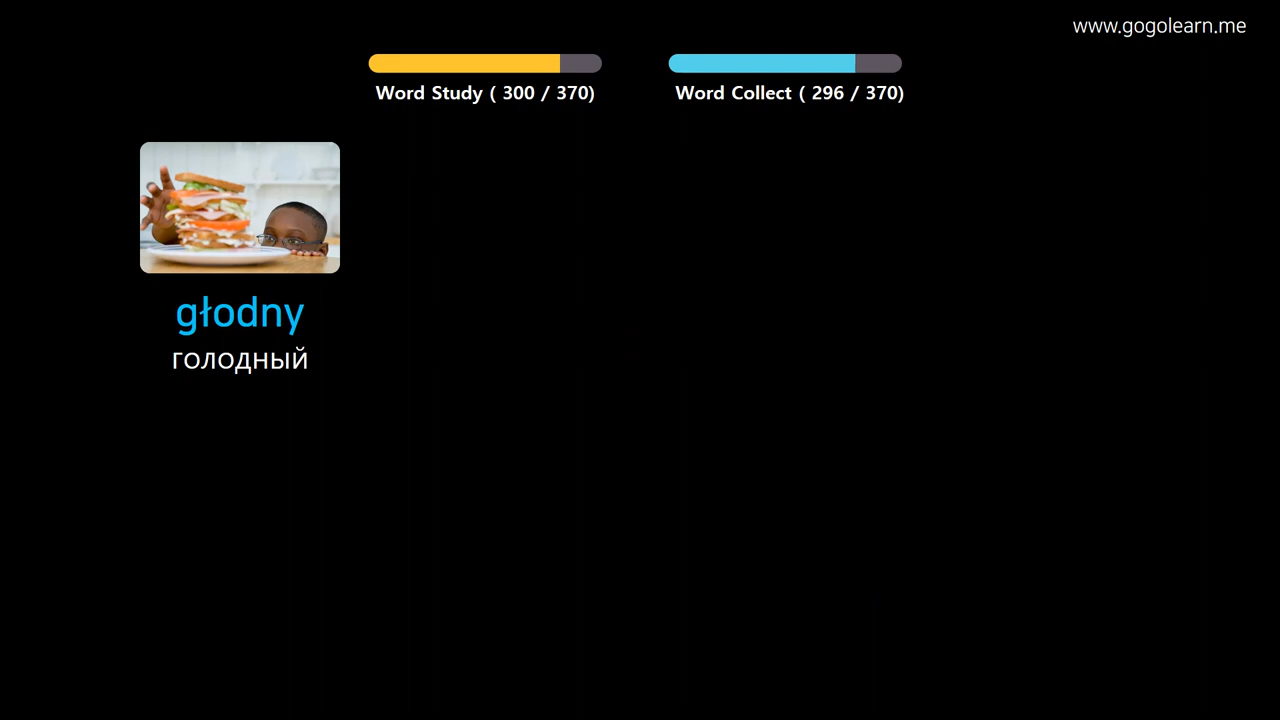 www.gogolearn.me
Word Study ( 300 / 370)
Word Collect ( 296 / 370)
głodny
голодный